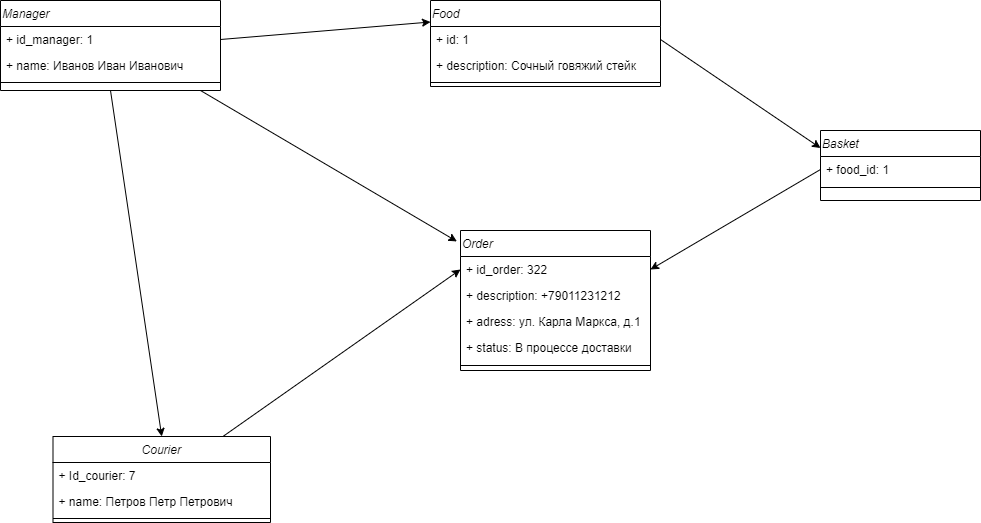 Manager
+ id_manager: 1
+ name: Иванов Иван Иванович
Food
+ id: 1
+ description: Сочный говяжий стейк
Basket
+ food_id: 1
Order
+ id_order: 322
+ description: +79011231212
+ adress: ул. Карла Маркса, д.1
+ status: В процессе доставки
Courier
+ Id_courier: 7
+ name: Петров Петр Петрович